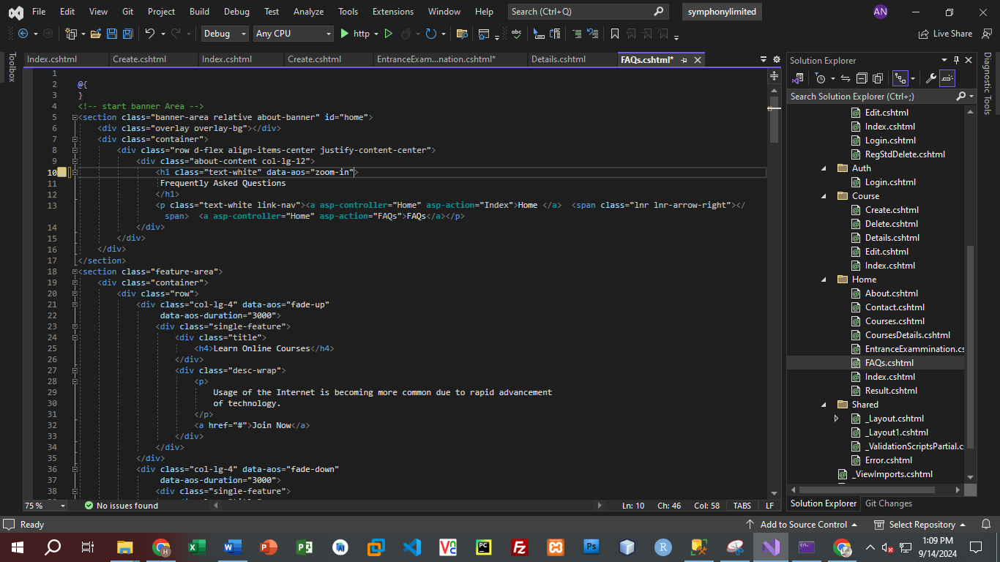 File Edit View Git Project Build Debug Test Analyze Tools Extensions Window Help Search (Ctrl+Q) symphonylimited AN
Debug Any CPU http Live Share
Toolbox
Index.cshtml Create.cshtml Index.cshtml Create.cshtml EntranceExam...nation.cshtml* Details.cshtml FAQs.cshtml*
1
2 @{
3 }
4 <!-- start banner Area -->
5 <section class="banner-area relative about-banner" id="home">
6 <div class="overlay overlay-bg"></div>
7 <div class="container">
8 <div class="row d-flex align-items-center justify-content-center">
9 <div class="about-content col-lg-12">
10 <h1 class="text-white" data-aos="zoom-in">
11 Frequently Asked Questions
12 </h1>
13 <p class="text-white link-nav"><a asp-controller="Home" asp-action="Index">Home </a> <span class="lnr lnr-arrow-right"></
span> <a asp-controller="Home" asp-action="FAQs">FAQs</a></p>
14 </div>
15 </div>
16 </div>
17 </section>
18 <section class="feature-area">
19 <div class="container">
20 <div class="row">
21 <div class="col-lg-4" data-aos="fade-up"
22 data-aos-duration="3000">
23 <div class="single-feature">
24 <div class="title">
25 <h4>Learn Online Courses</h4>
26 </div>
27 <div class="desc-wrap">
28 <p>
29 Usage of the Internet is becoming more common due to rapid advancement
30 of technology.
31 </p>
32 <a href="#">Join Now</a>
33 </div>
34 </div>
35 </div>
36 <div class="col-lg-4" data-aos="fade-down"
37 data-aos-duration="3000">
38 <div class="single-feature">
75 % No issues found Ln: 10 Ch: 46 Col: 58 TABS LF
Solution Explorer
Search Solution Explorer (Ctrl+;)
Edit.cshtml
Index.cshtml
Login.cshtml
RegStdDelete.cshtml
Auth
Login.cshtml
Course
Create.cshtml
Delete.cshtml
Details.cshtml
Edit.cshtml
Index.cshtml
Home
About.cshtml
Contact.cshtml
Courses.cshtml
CoursesDetails.cshtml
EntranceExammination.cs
FAQs.cshtml
Index.cshtml
Result.cshtml
Shared
_Layout.cshtml
_Layout1.cshtml
_ValidationScriptsPartial.c
Error.cshtml
_ViewImports.cshtml
Solution Explorer Git Changes
Diagnostic Tools
Ready Add to Source Control Select Repository
1:09 PM
9/14/2024